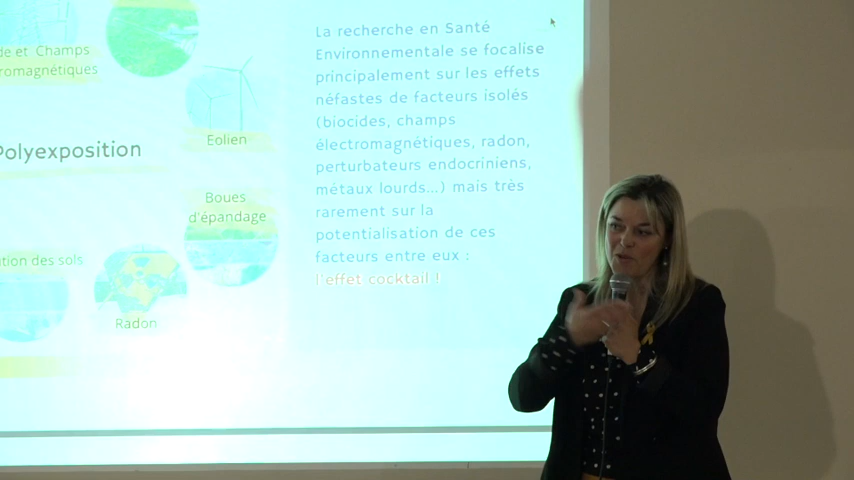 de et Champs
romagnétiques
Eolien
Polyexposition
Boues
d'épandage
tion des sols
Radon
La recherche en Santé
Environnementale se focalise
principalement sur les effets
néfastes de facteurs isolés
(biocides, champs
électromagnétiques, radon,
perturbateurs endocriniens,
métaux lourds...) mais très
rarement sur la
potentialisation de ces
facteurs entre eux :
l'effet cocktail !